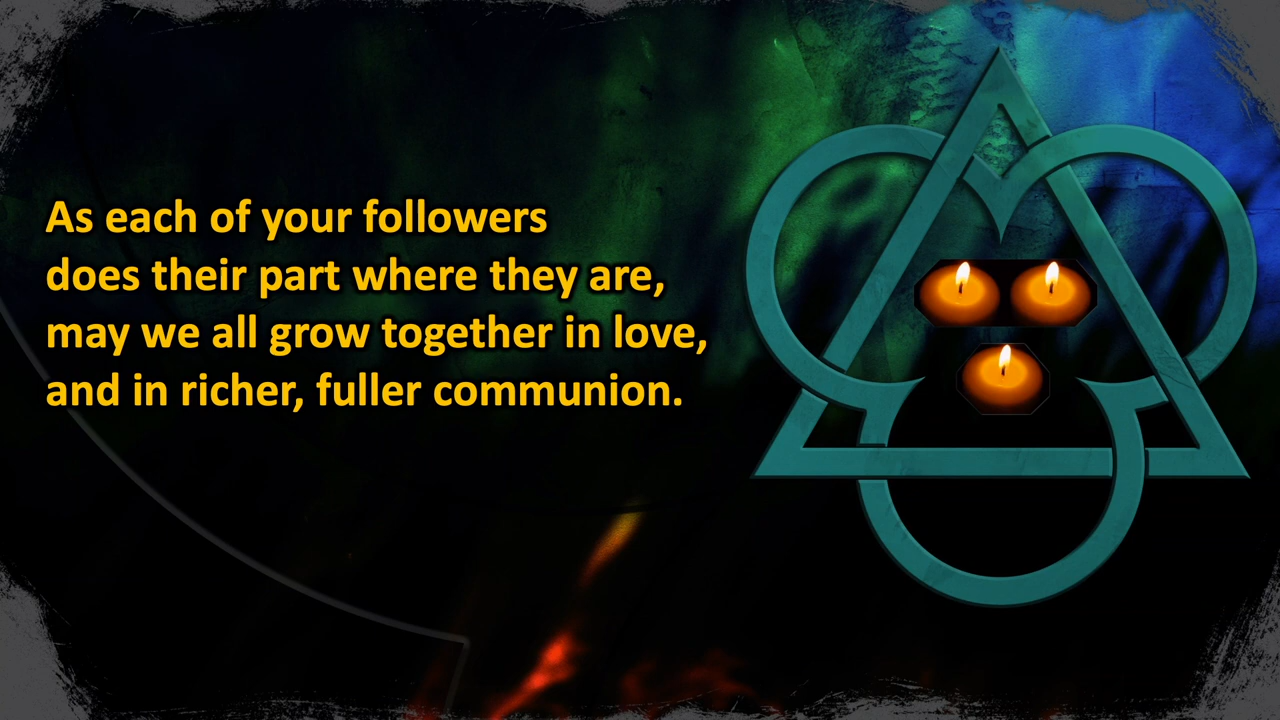 As each of your followers
does their part where they are,
may we all grow together in love,
and in richer, fuller communion.